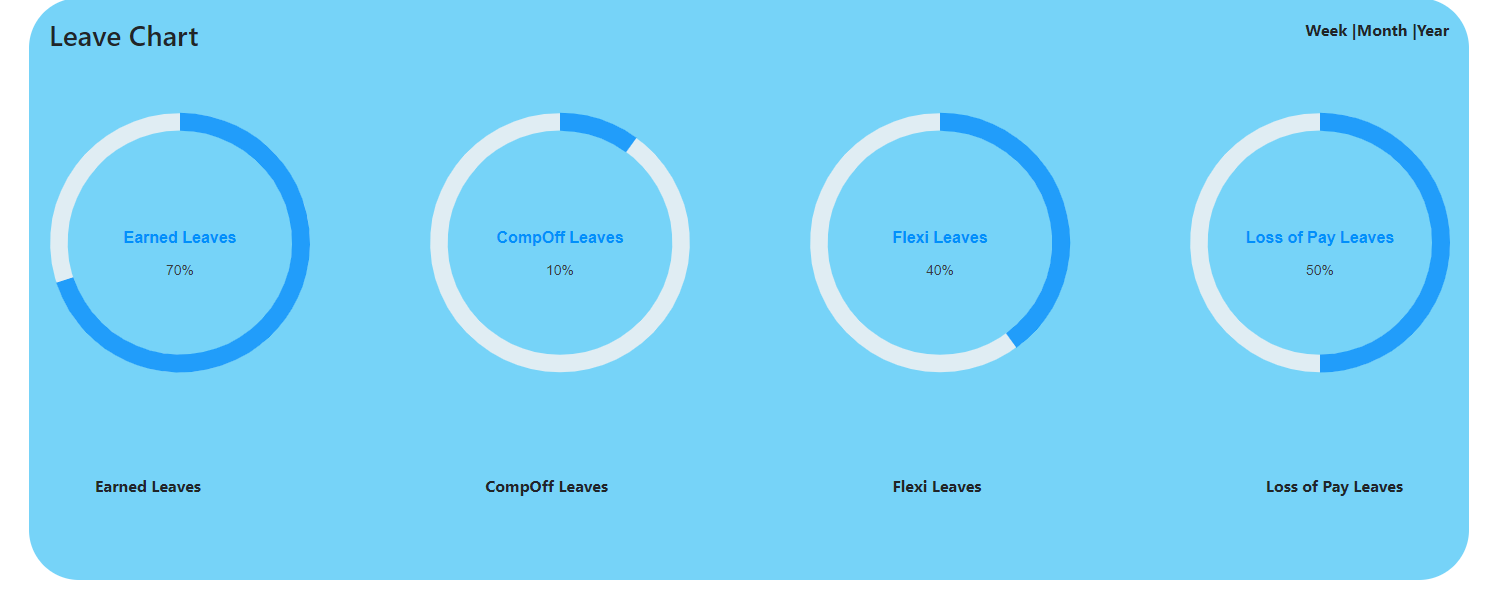 Leave Chart
Week |Month |Year
Earned Leaves
70%
CompOff Leaves
10%
Flexi Leaves
40%
Loss of Pay Leaves
50%
Earned Leaves
CompOff Leaves
Flexi Leaves
Loss of Pay Leaves